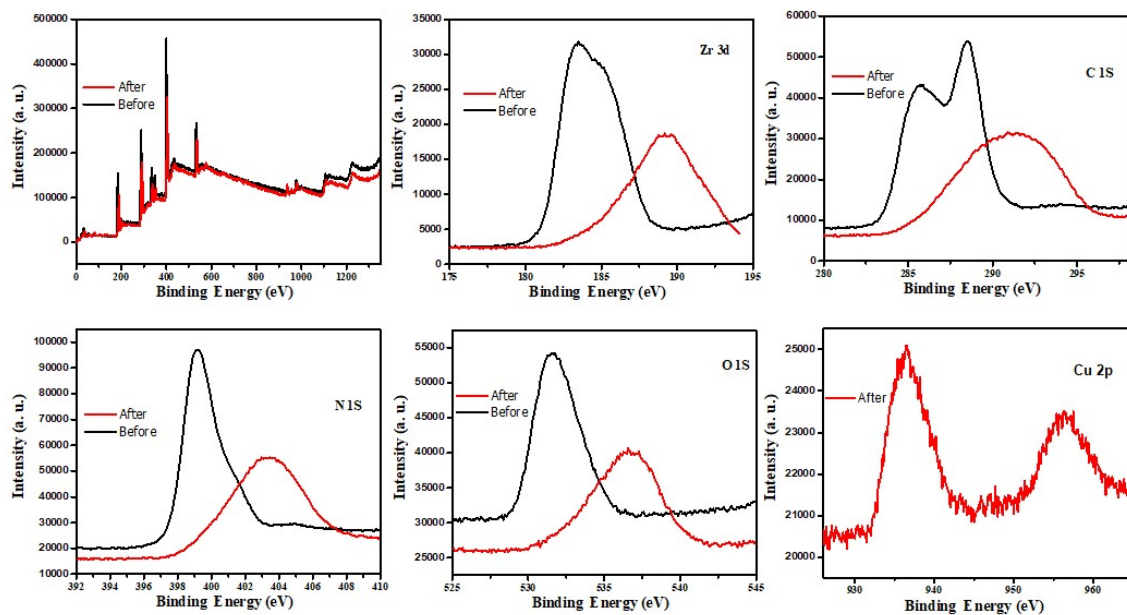 500000
400000
300000
200000
100000
0
Intensity (a. u.)
After
Before
0 200 400 600 800 1000 1200
Binding Energy (eV)
35000
30000
25000
20000
15000
10000
5000
0
Intensity (a. u.)
Zr 3d
After
Before
175 180 185 190 195
Binding Energy (eV)
60000
50000
40000
30000
20000
10000
0
Intensity (a. u.)
C 1S
After
Before
280 285 290 295
Binding Energy (eV)
100000
90000
80000
70000
60000
50000
40000
30000
20000
10000
Intensity (a. u.)
N 1S
After
Before
392 394 396 398 400 402 404 406 408 410
Binding Energy (eV)
55000
50000
45000
40000
35000
30000
25000
Intensity (a. u.)
O 1S
After
Before
525 530 535 540 545
Binding Energy (eV)
25000
24000
23000
22000
21000
20000
Intensity (a. u.)
Cu 2p
After
930 940 950 960
Binding Energy (eV)